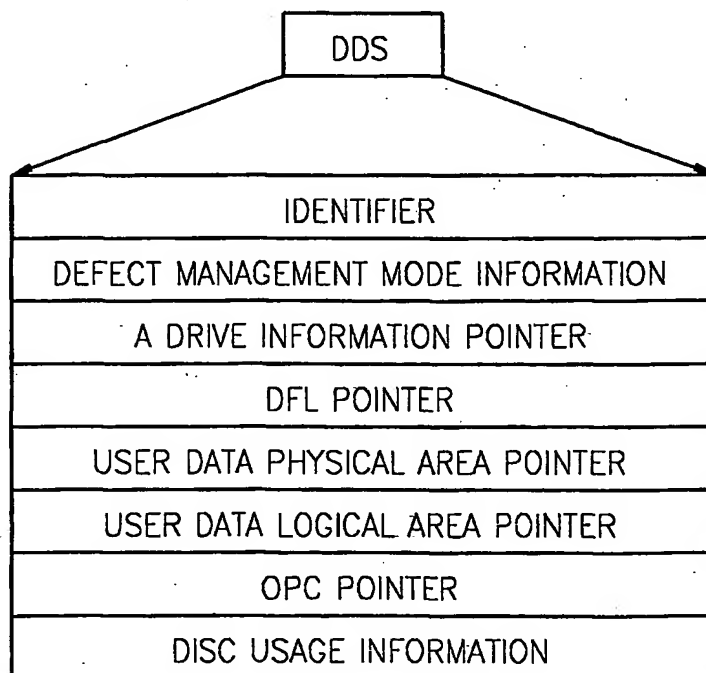 DDS
IDENTIFIER
DEFECT MANAGEMENT MODE INFORMATION
A DRIVE INFORMATION POINTER
DFL POINTER
USER DATA PHYSICAL AREA POINTER
USER DATA LOGICAL AREA POINTER
OPC POINTER
DISC USAGE INFORMATION